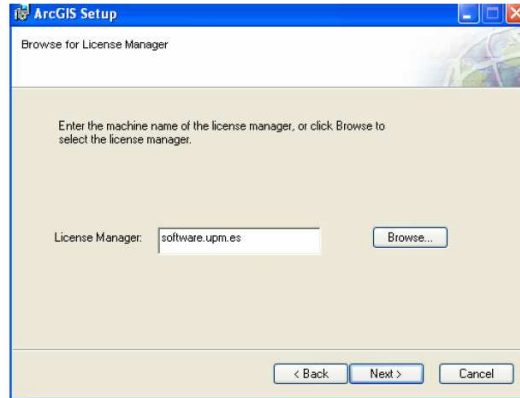 ArcGIS Setup
Browse for License Manager
Enter the machine name of the license manager, or click Browse to
select the license manager.
License Manager: software.upm.es Browse...
< Back Next > Cancel